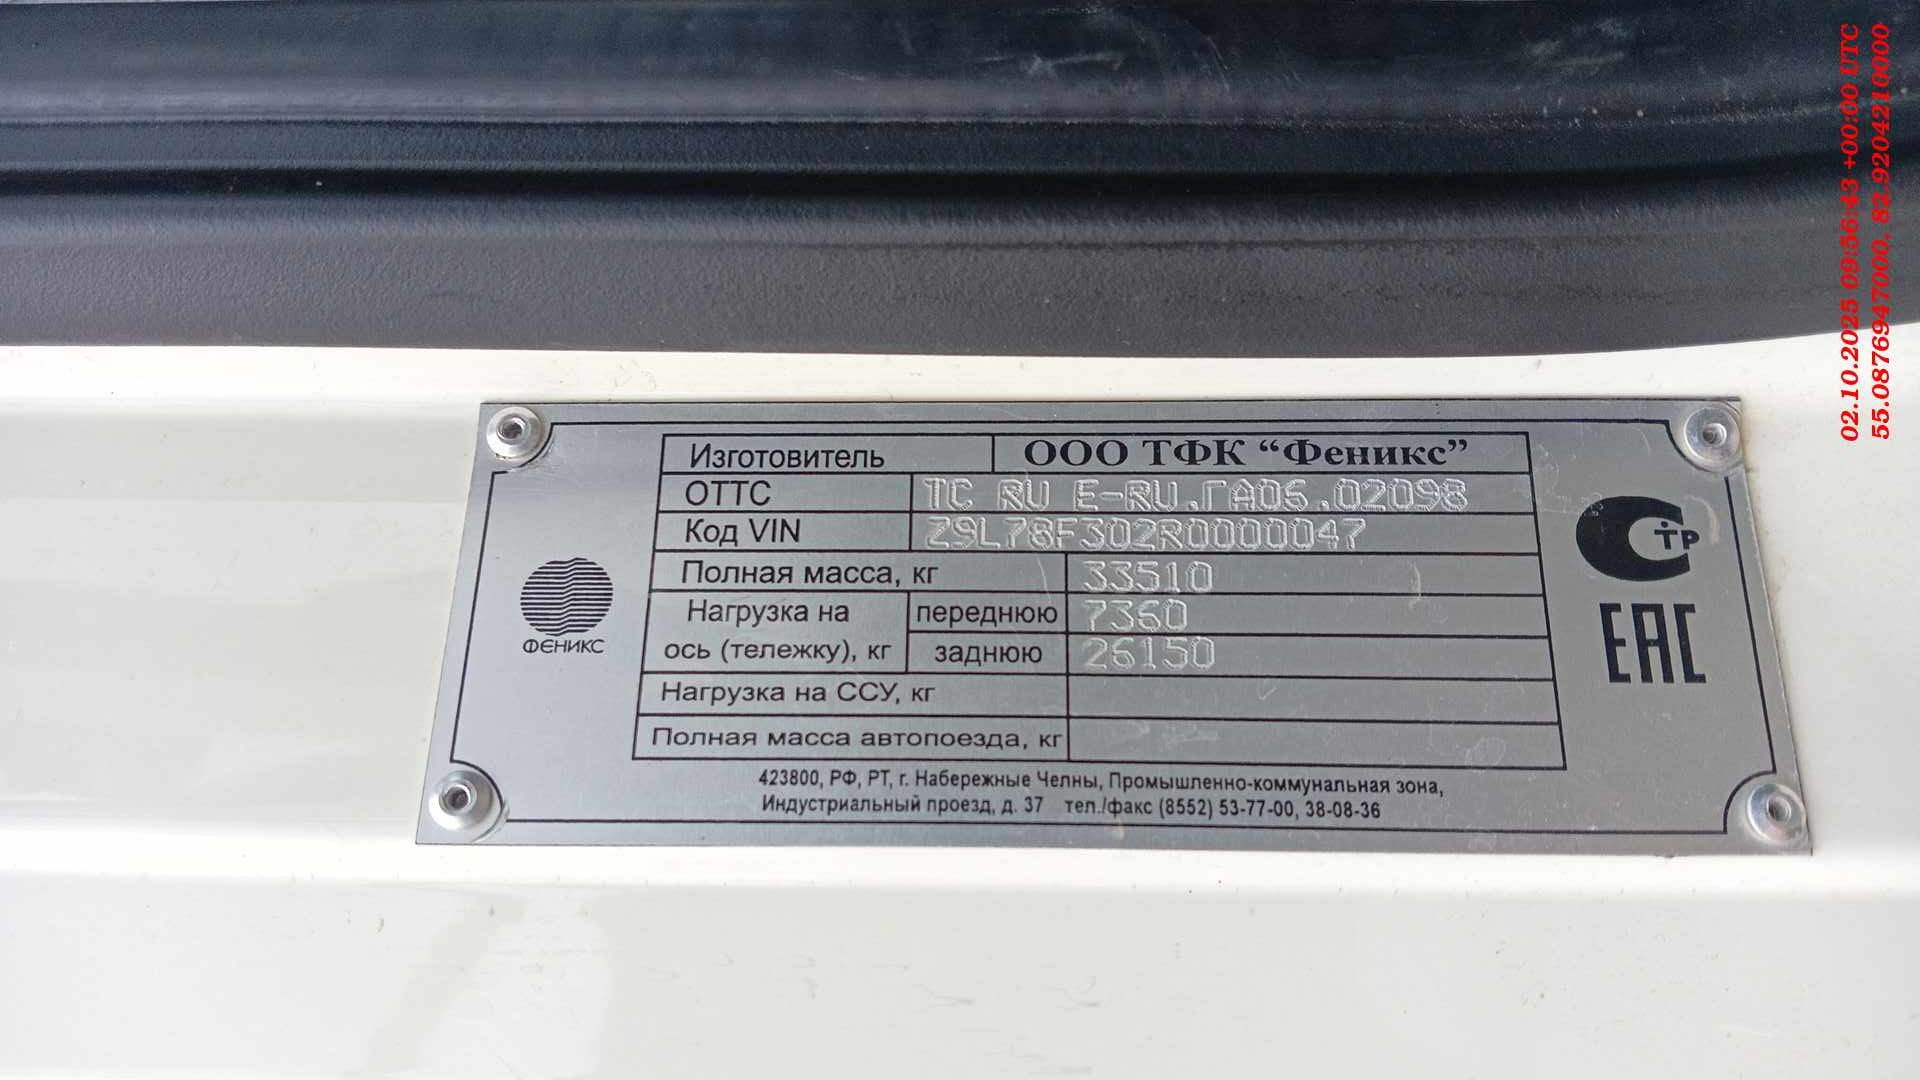 02.10.2025 09:56:43 +00:00 UTC
55.0876947000, 82.9204210000
Изготовитель ООО ТФК “Феникс”
ОТТС ТС RU Е-RU.ГА06.02098
Код VIN Z9L78F302R0000047
Полная масса, кг 33510
Нагрузка на ось (тележку), кг переднюю 7360
заднюю 26150
Нагрузка на ССУ, кг
Полная масса автопоезда, кг
ФЕНИКС
СТР
ЕАС
423800, РФ, РТ, г. Набережные Челны, Промышленно-коммунальная зона,
Индустриальный проезд, д. 37 тел./факс (8552) 53-77-00, 38-08-36